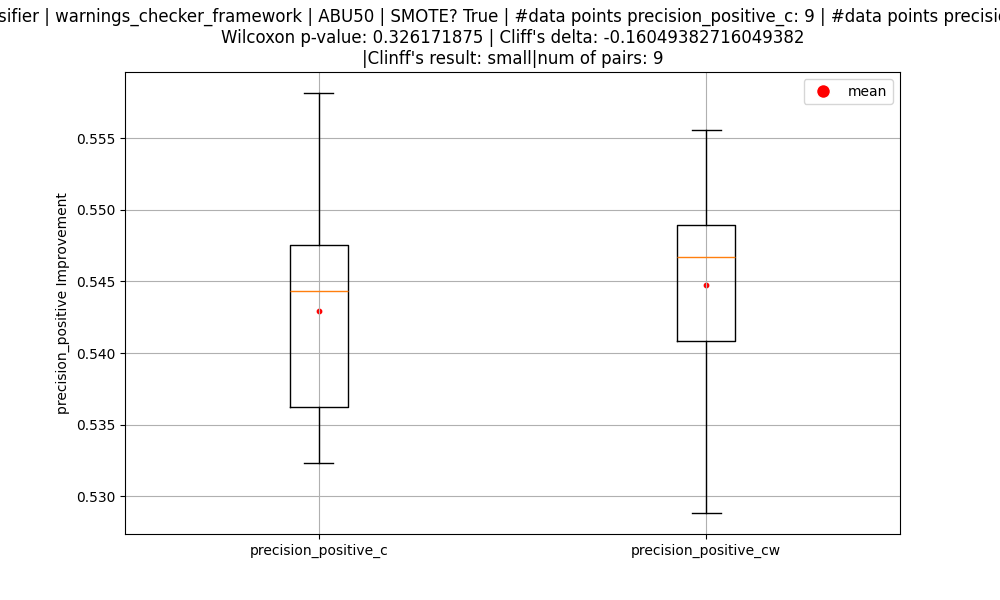 | warnings_checker_framework | ABU50 | SMOTE? True | #data points precision_positive_c: 9 | #data points
Wilcoxon p-value: 0.326171875 | Cliff's delta: -0.16049382716049382
|Clinff's result: small|num of pairs: 9
mean
0.555
0.550
0.545
0.540
0.535
0.530
precision_positive Improvement
precision_positive_c
precision_positive_cw